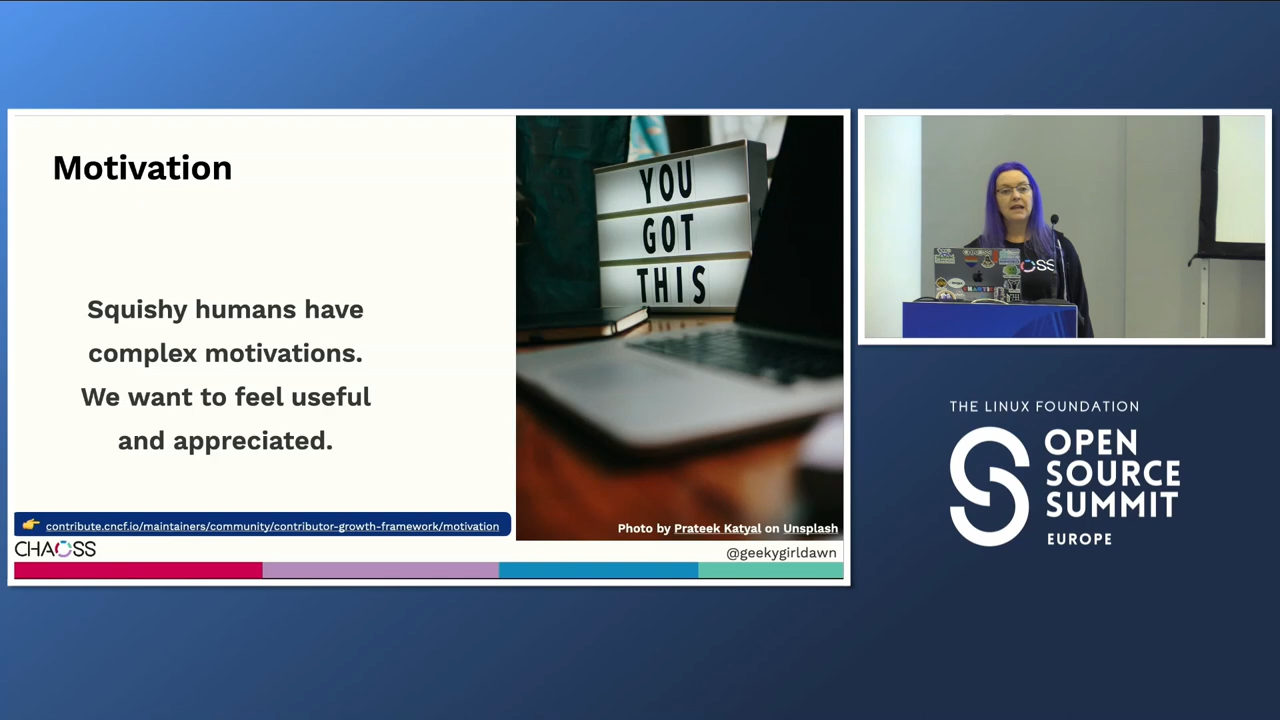 Motivation
Squishy humans have
complex motivations.
We want to feel useful
and appreciated.
YOU
GOT
THIS
👉 contribute.cncf.io/maintainers/community/contributor-growth-framework/motivation
Photo by Prateek Katyal on Unsplash
CHAOSS
@geekygirldawn
OSS
THE LINUX FOUNDATION
OPEN
SOURCE
SUMMIT
EUROPE